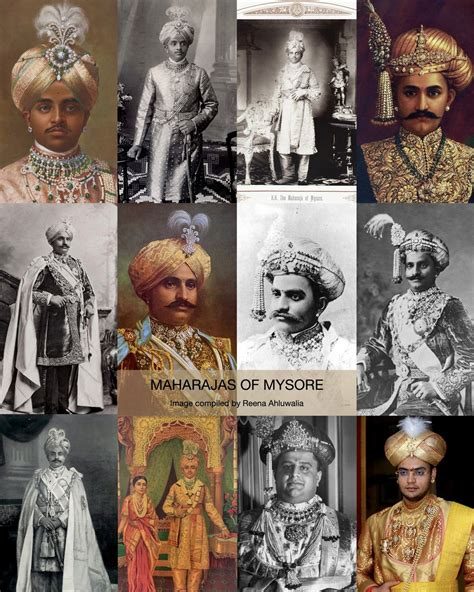 H.H. The Maharaja of Mysore.
MAHARAJAS OF MYSORE
Image compiled by Reena Ahluwalia